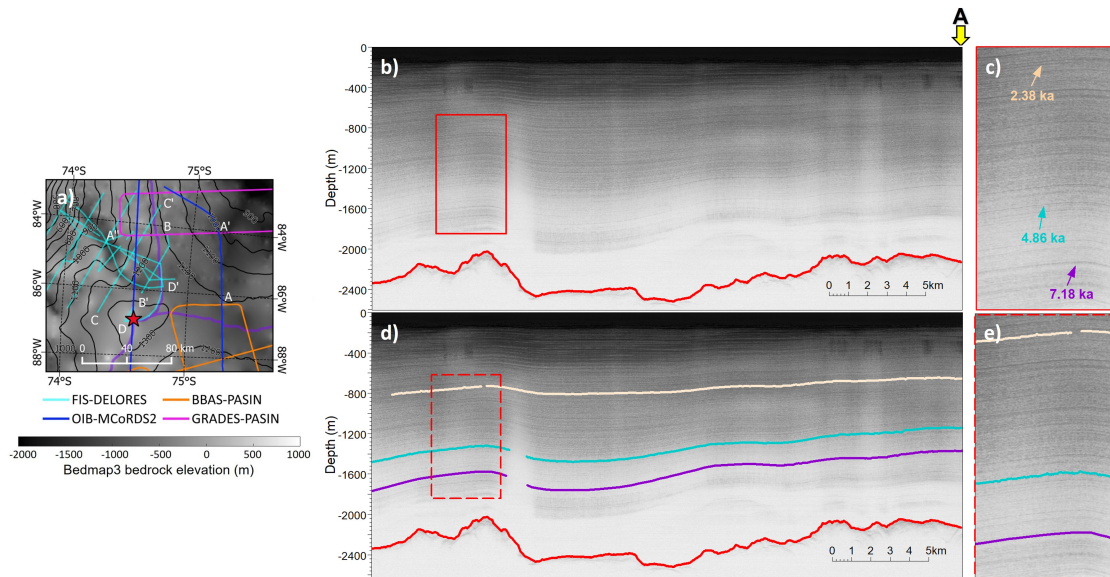 A
b)
0
-400
-800
-1200
-1600
-2000
-2400
Depth (m)
0 1 2 3 4 5km
c)
2.38 ka
4.86 ka
7.18 ka
74°S
75°S
a)
84°W
86°W
88°W
84°W
86°W
88°W
C'
B
A'
A'
D'
B'
A
C
D
1300
0 40 80 km
74°S
75°S
FIS-DELORES
BBAS-PASIN
OIB-MCoRDS2
GRADES-PASIN
-2000 -1500 -1000 -500 0 500 1000
Bedmap3 bedrock elevation (m)
d)
0
-400
-800
-1200
-1600
-2000
-2400
Depth (m)
0 1 2 3 4 5km
e)